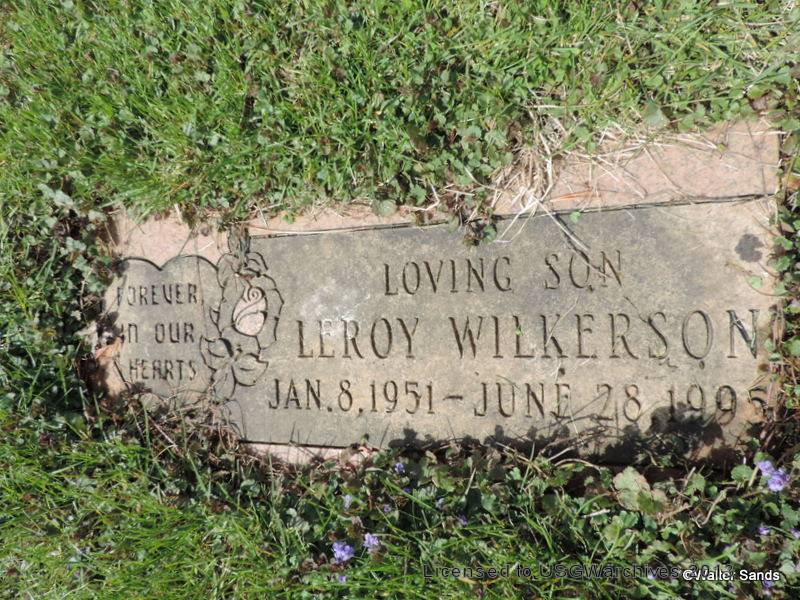 FOREVER
IN OUR
HEARTS
LOVING SON
LEROY WILKERSON
JAN. 8, 1951 - JUNE 28, 1995
Licensed to USGWarchives
©Walter Sands